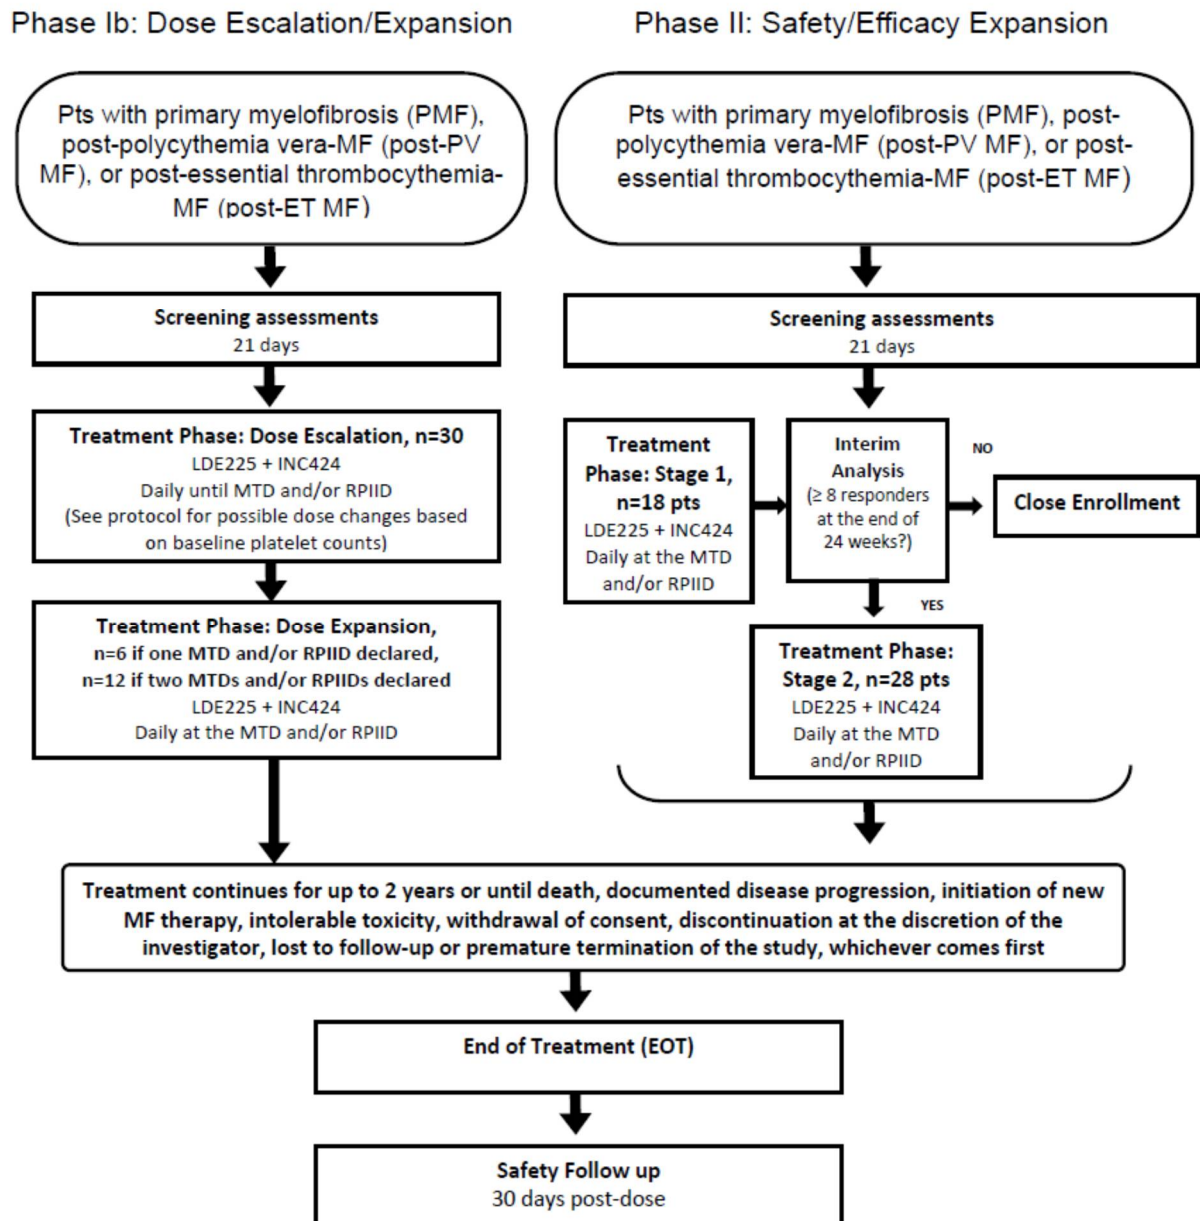 Phase Ib: Dose Escalation/Expansion
Pts with primary myelofibrosis (PMF),
post-polycythemia vera-MF (post-PV
MF), or post-essential thrombocythemia-
MF (post-ET MF)
Screening assessments
21 days
Treatment Phase: Dose Escalation, n=30
LDE225 + INC424
Daily until MTD and/or RPIID
(See protocol for possible dose changes based
on baseline platelet counts)
Treatment Phase: Dose Expansion,
n=6 if one MTD and/or RPIID declared,
n=12 if two MTDs and/or RPIIDs declared
LDE225 + INC424
Daily at the MTD and/or RPIID
Phase II: Safety/Efficacy Expansion
Pts with primary myelofibrosis (PMF), post-
polycythemia vera-MF (post-PV MF), or post-
essential thrombocythemia-MF (post-ET MF)
Screening assessments
21 days
Treatment
Phase: Stage 1,
n=18 pts
LDE225 + INC424
Daily at the MTD
and/or RPIID
Interim
Analysis
(≥ 8 responders
at the end of
24 weeks?)
NO
Close Enrollment
YES
Treatment Phase:
Stage 2, n=28 pts
LDE225 + INC424
Daily at the MTD
and/or RPIID
Treatment continues for up to 2 years or until death, documented disease progression, initiation of new
MF therapy, intolerable toxicity, withdrawal of consent, discontinuation at the discretion of the
investigator, lost to follow-up or premature termination of the study, whichever comes first
End of Treatment (EOT)
Safety Follow up
30 days post-dose